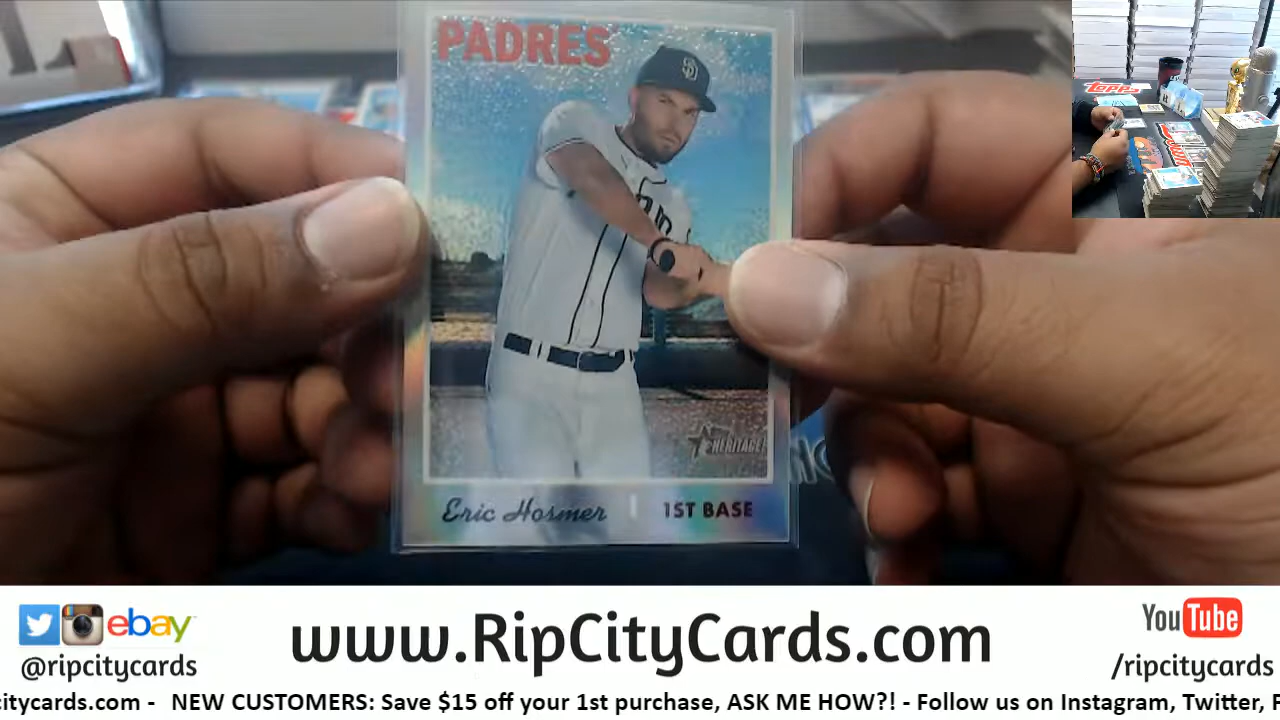 PADRES
SD
HERITAGE
Eric Hosmer 1ST BASE
Topps
ebay
@ripcitycards
www.RipCityCards.com
YouTube
/ripcitycards
citycards.com - NEW CUSTOMERS: Save $15 off your 1st purchase, ASK ME HOW?! - Follow us on Instagram, Twitter, F